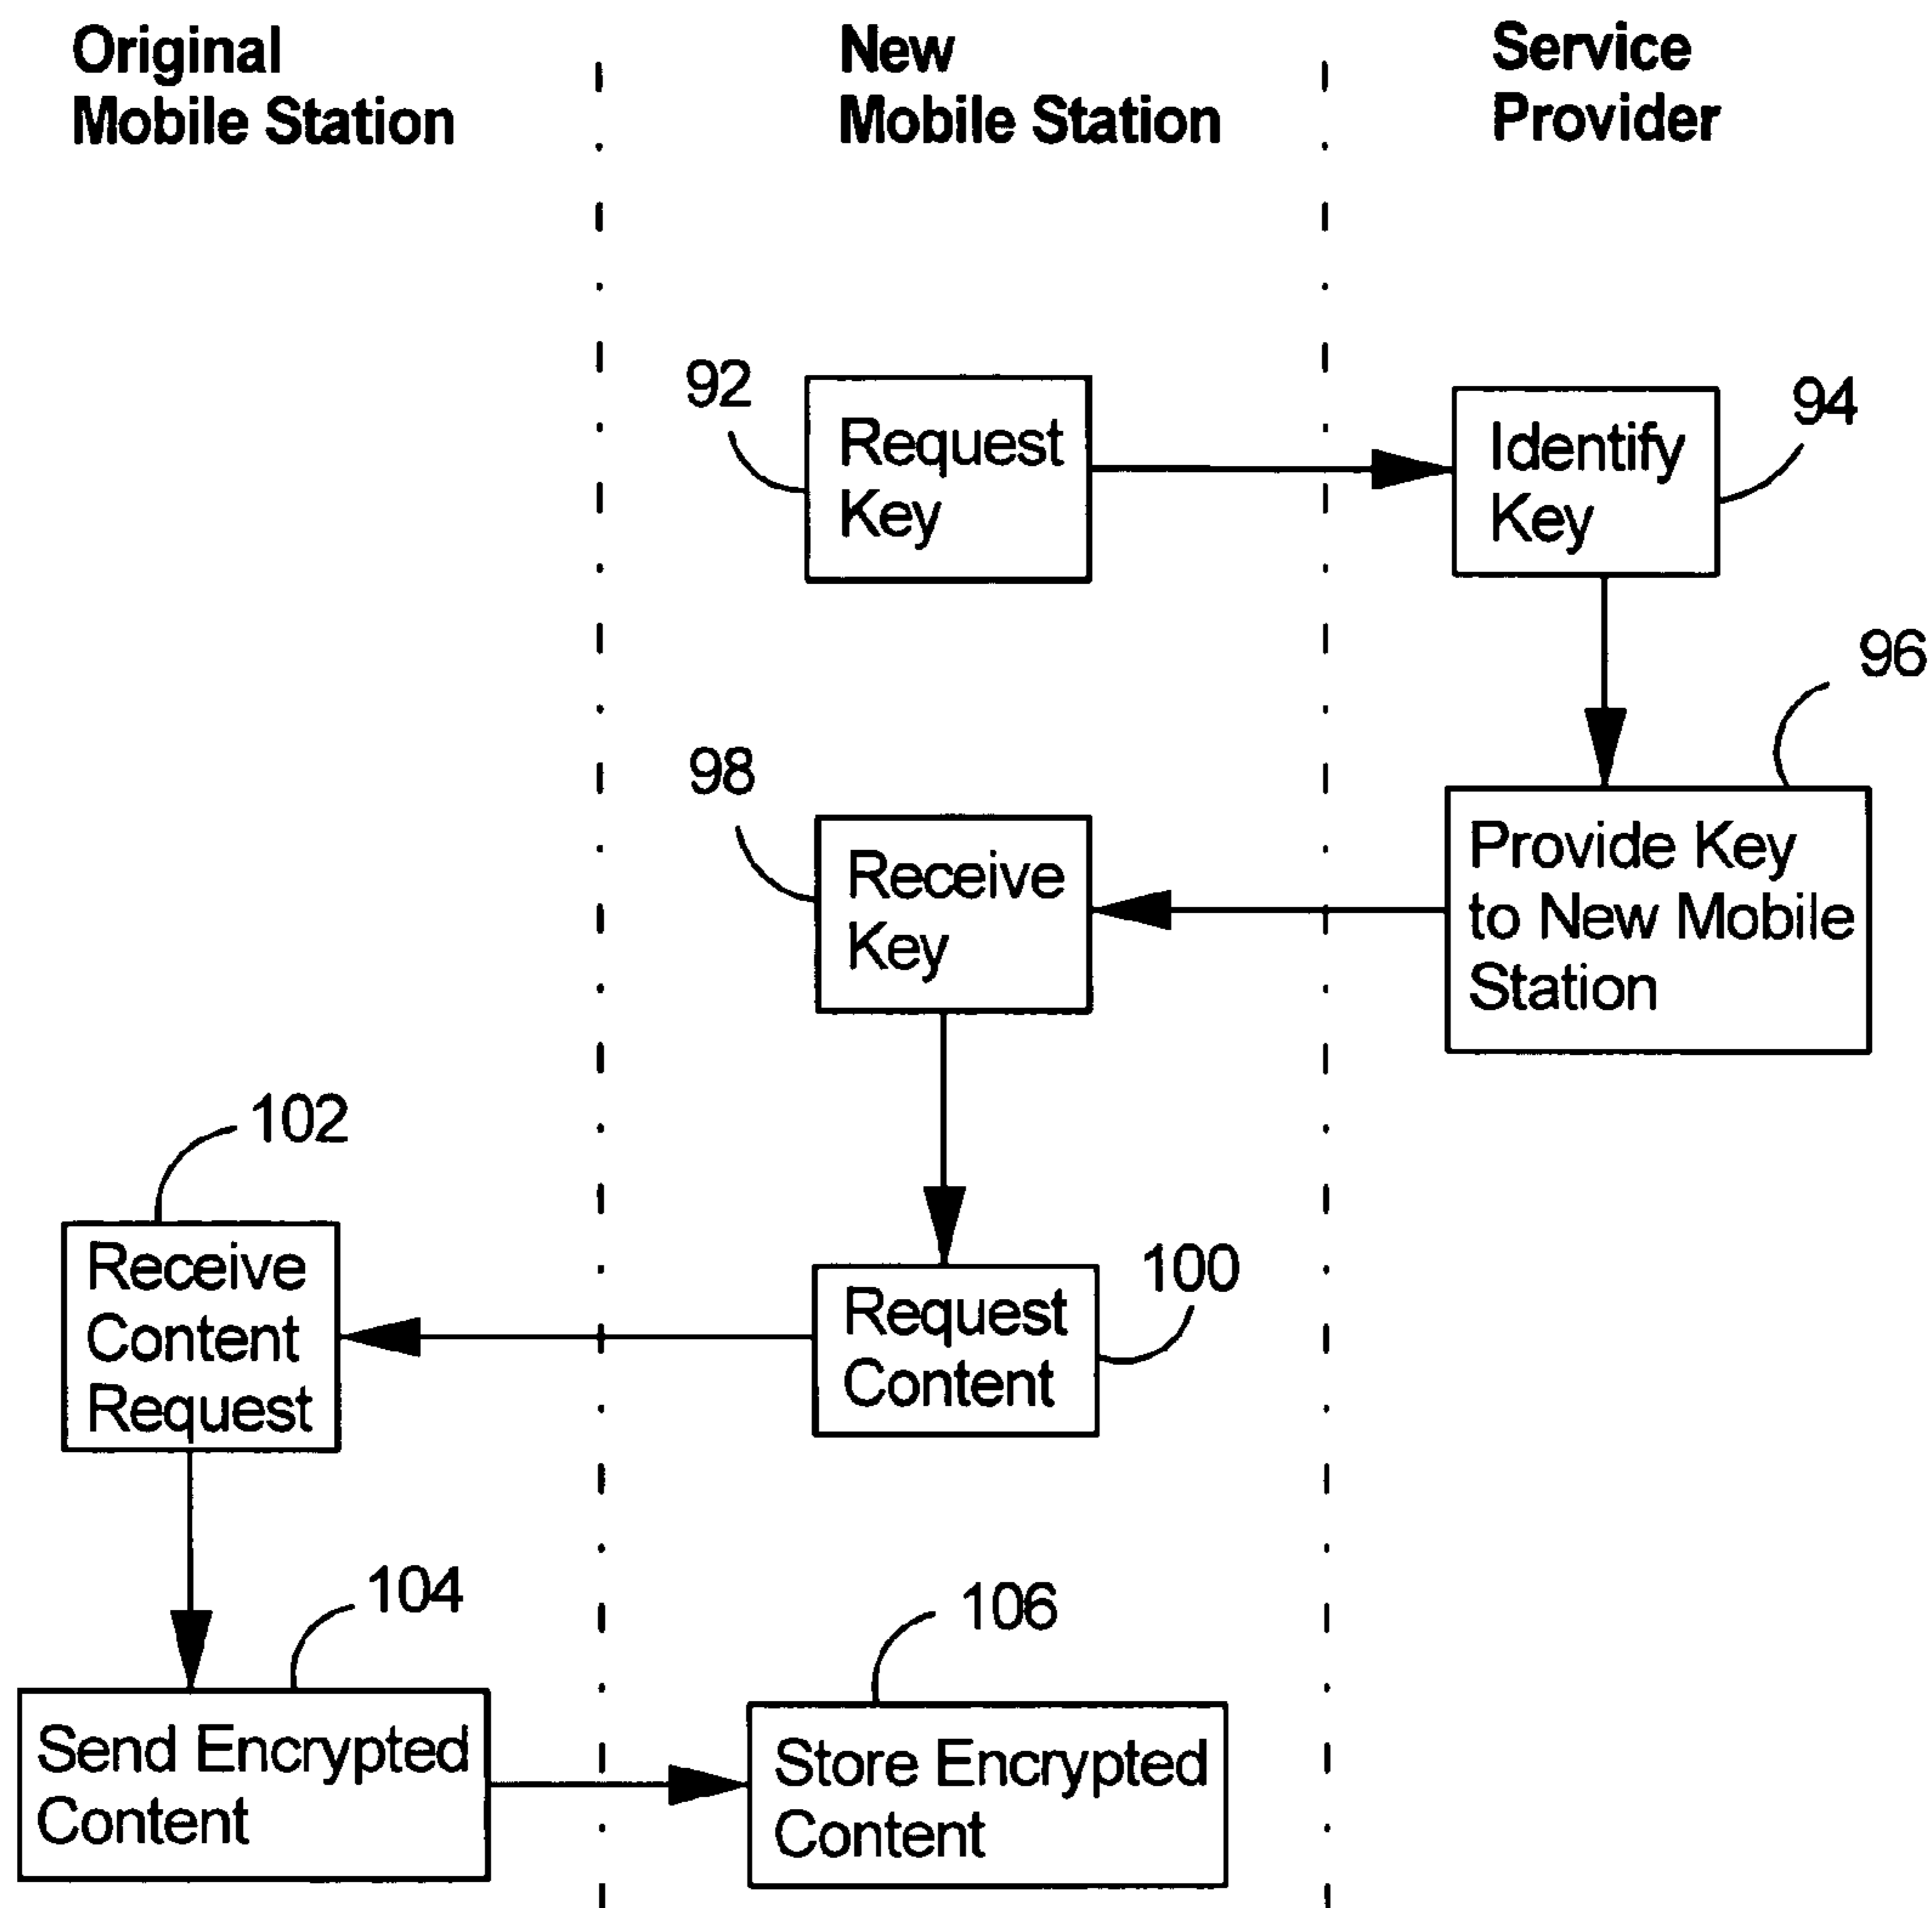 Original
Mobile Station
New
Mobile Station
Service
Provider
92
Request
Key
Identify
Key
94
96
98
Receive
Key
Provide Key
to New Mobile
Station
102
Receive
Content
Request
Request
Content
100
104
Send Encrypted
Content
106
Store Encrypted
Content